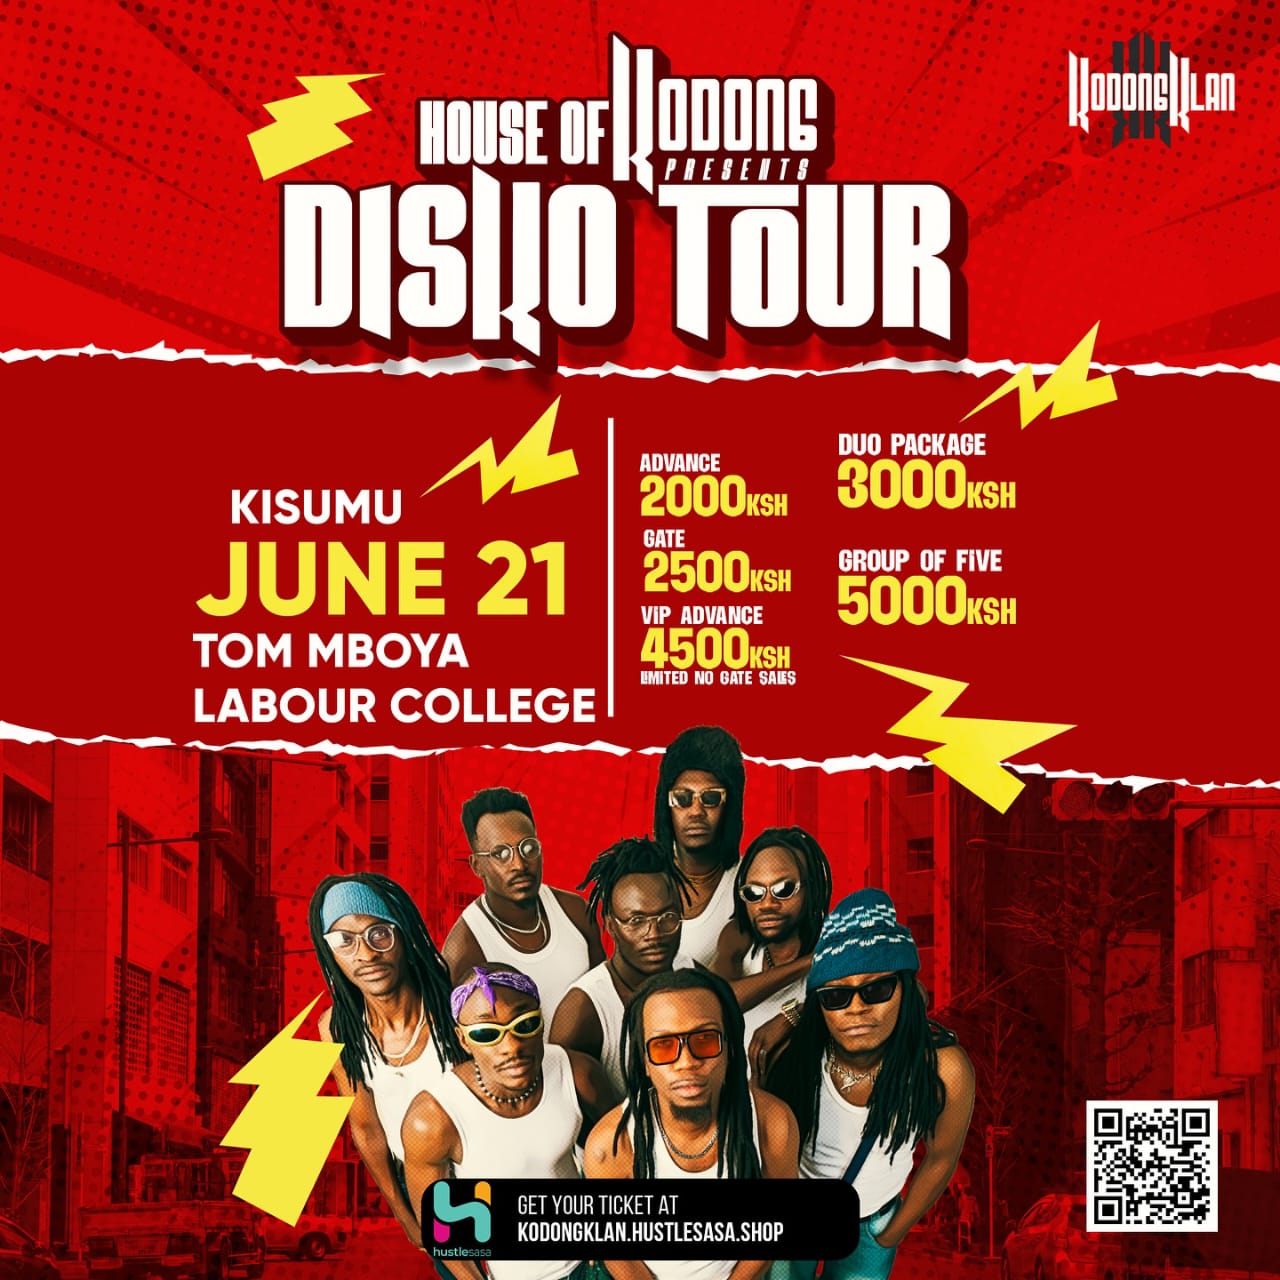 HOUSE OF KODONG
PRESENTS
DISKO TOUR
KODONGKLAN
KISUMU
JUNE 21
TOM MBOYA
LABOUR COLLEGE
ADVANCE
2000KSH
GATE
2500KSH
VIP ADVANCE
4500KSH
LIMITED NO GATE SALES
DUO PACKAGE
3000KSH
GROUP OF FIVE
5000KSH
hustlesasa
GET YOUR TICKET AT
KODONGKLAN.HUSTLESASA.SHOP